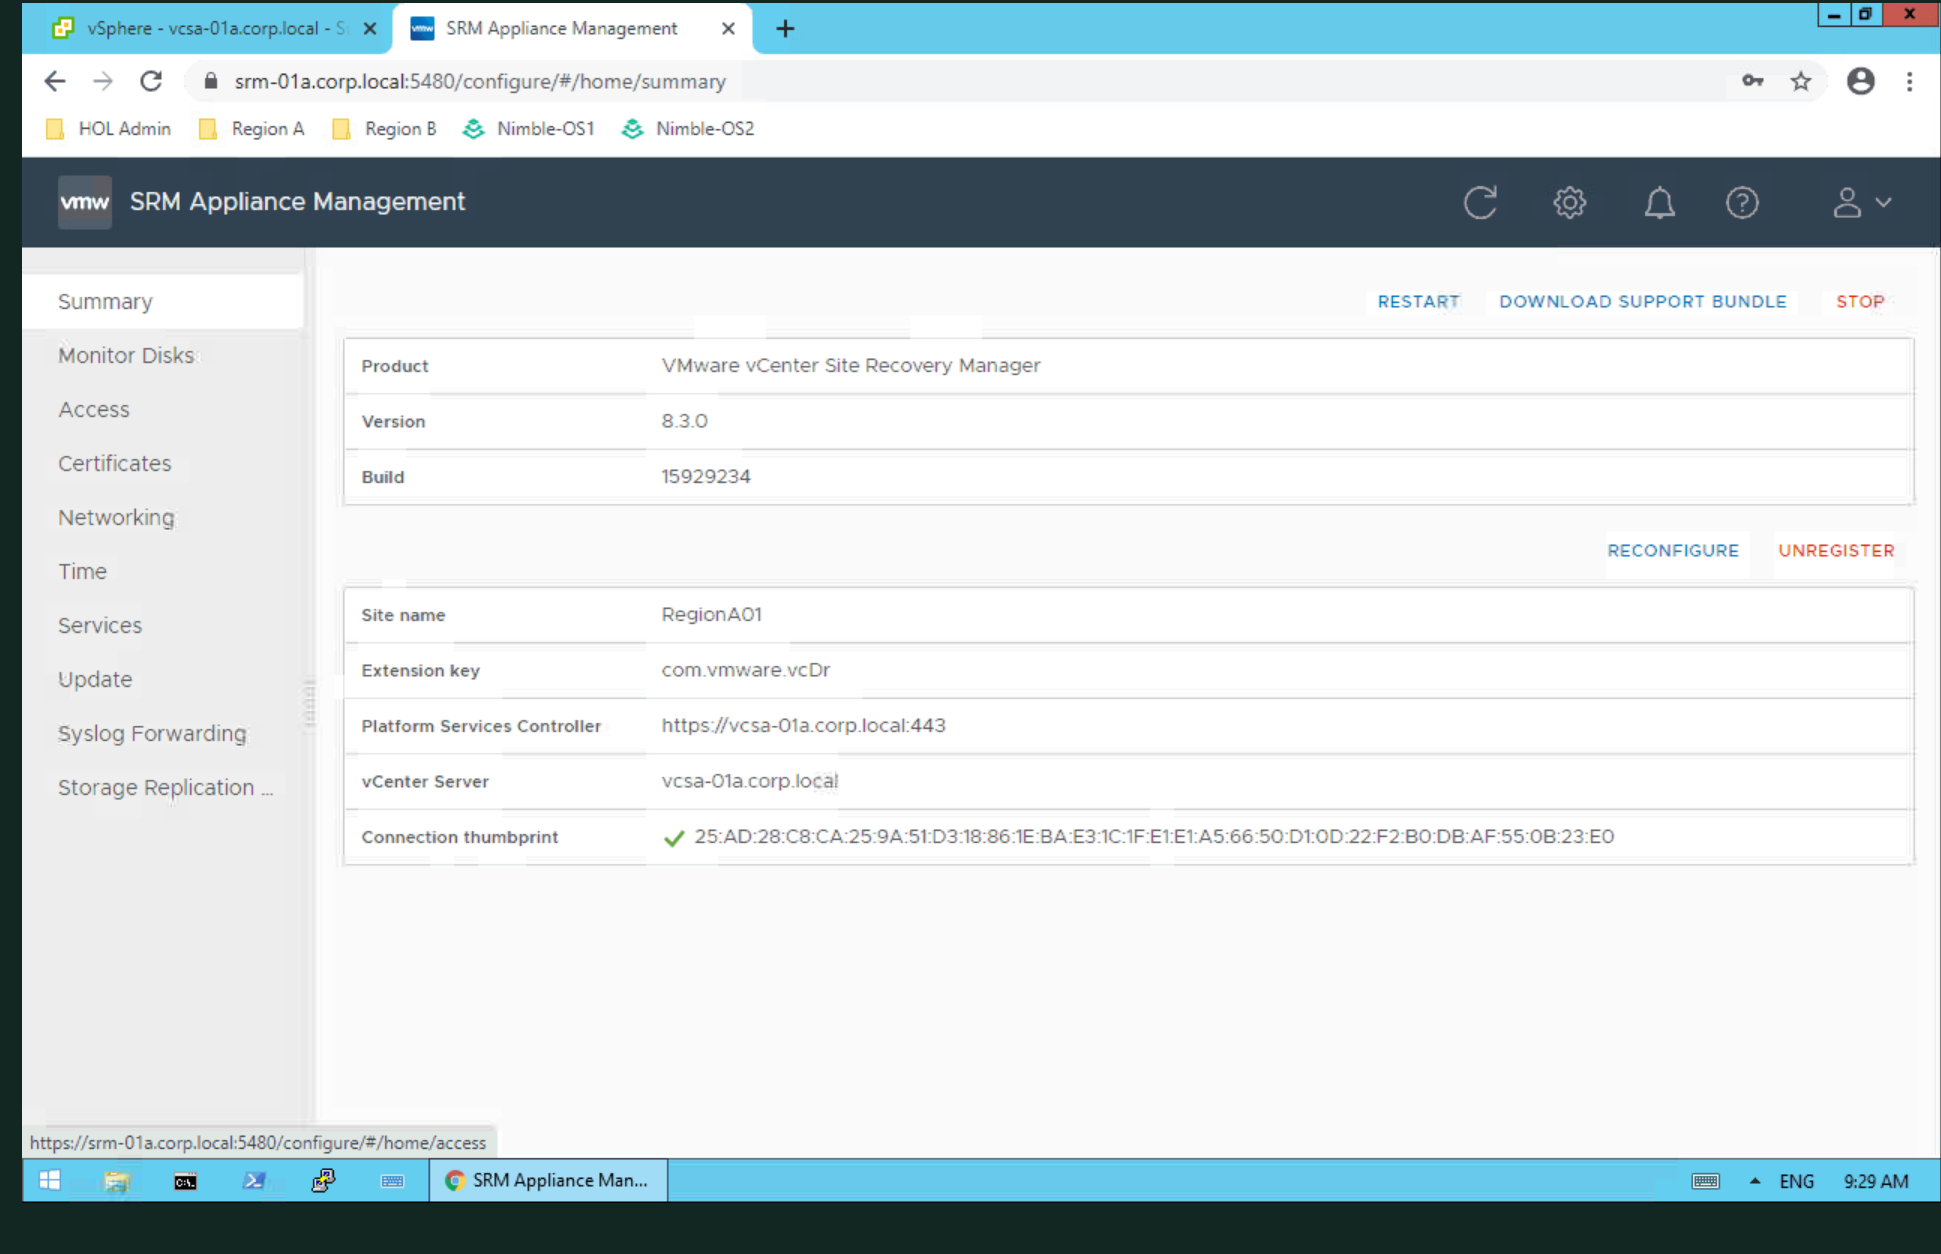 vSphere - vcsa-01a.corp.local - S
vmw SRM Appliance Management
srm-01a.corp.local:5480/configure/#/home/summary
HOL Admin Region A Region B Nimble-OS1 Nimble-OS2
vmw SRM Appliance Management
Summary
Monitor Disks
Access
Certificates
Networking
Time
Services
Update
Syslog Forwarding
Storage Replication ...
RESTART DOWNLOAD SUPPORT BUNDLE STOP
Product VMware vCenter Site Recovery Manager
Version 8.3.0
Build 15929234
RECONFIGURE UNREGISTER
Site name RegionA01
Extension key com.vmware.vcDr
Platform Services Controller https://vcsa-01a.corp.local:443
vCenter Server vcsa-01a.corp.local
Connection thumbprint 25:AD:28:C8:CA:25:9A:51:D3:18:86:1E:BA:E3:1C:1F:E1:E1:A5:66:50:D1:0D:22:F2:B0:DB:AF:55:0B:23:E0
https://srm-01a.corp.local:5480/configure/#/home/access
SRM Appliance Man...
ENG 9:29 AM